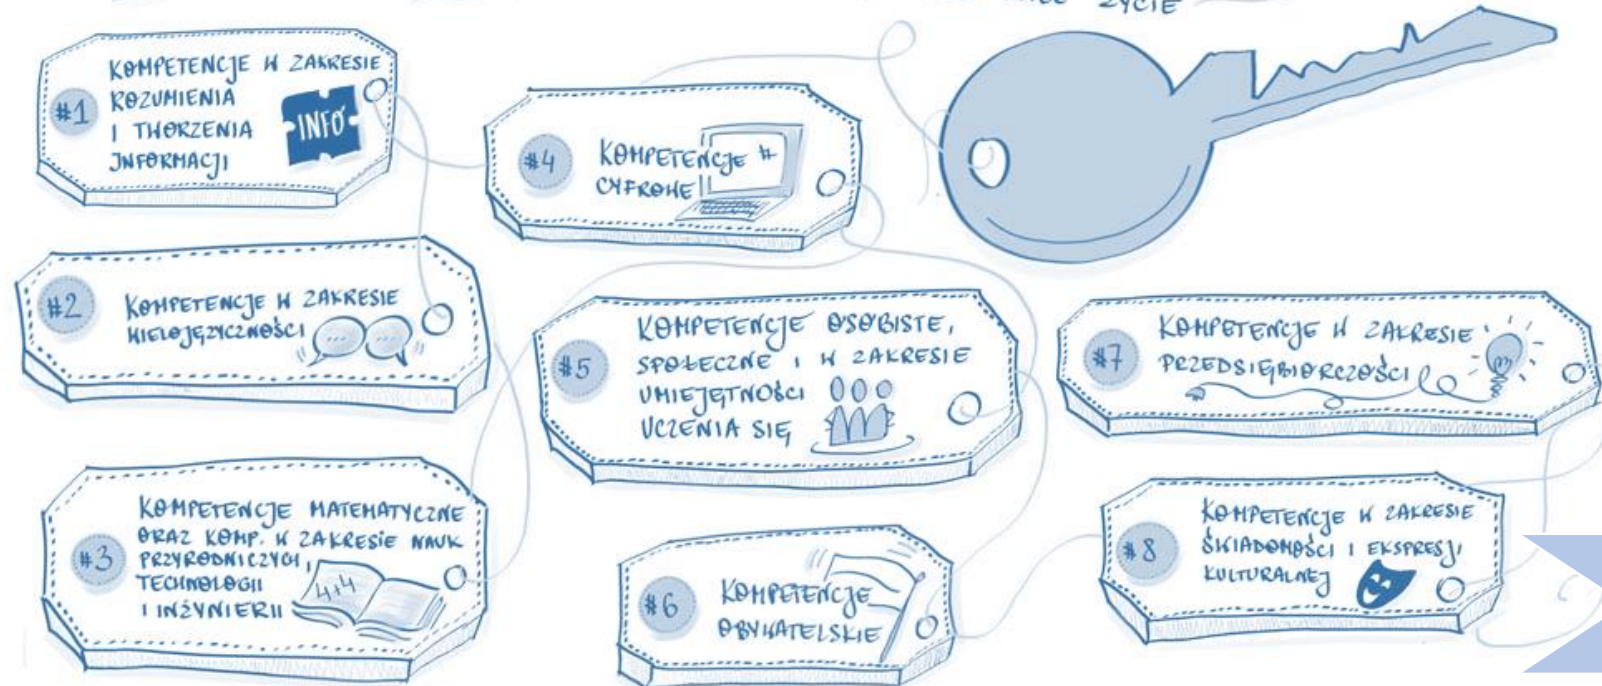 ŻYCIE
#1
KOMPETENCJE W ZAKRESIE
ROZUMIENIA
I TWORZENIA
INFORMACJI
INFO
#2
KOMPETENCJE W ZAKRESIE
WIELOJĘZYCZNOŚCI
#3
KOMPETENCJE MATEMATYCZNE
ORAZ KOMP. W ZAKRESIE NAUK
PRZYRODNICZYCH,
TECHNOLOGII
I INŻYNIERII
4+4
#4
KOMPETENCJE #
CYFROWE
#5
KOMPETENCJE OSOBISTE,
SPOŁECZNE I W ZAKRESIE
UMIEJĘTNOŚCI
UCZENIA SIĘ
#6
KOMPETENCJE
OBYWATELSKIE
#7
KOMPETENCJE W ZAKRESIE
PRZEDSIĘBIORCZOŚCI
#8
KOMPETENCJE W ZAKRESIE
ŚWIADOMOŚCI I EKSPRESJI
KULTURALNEJ